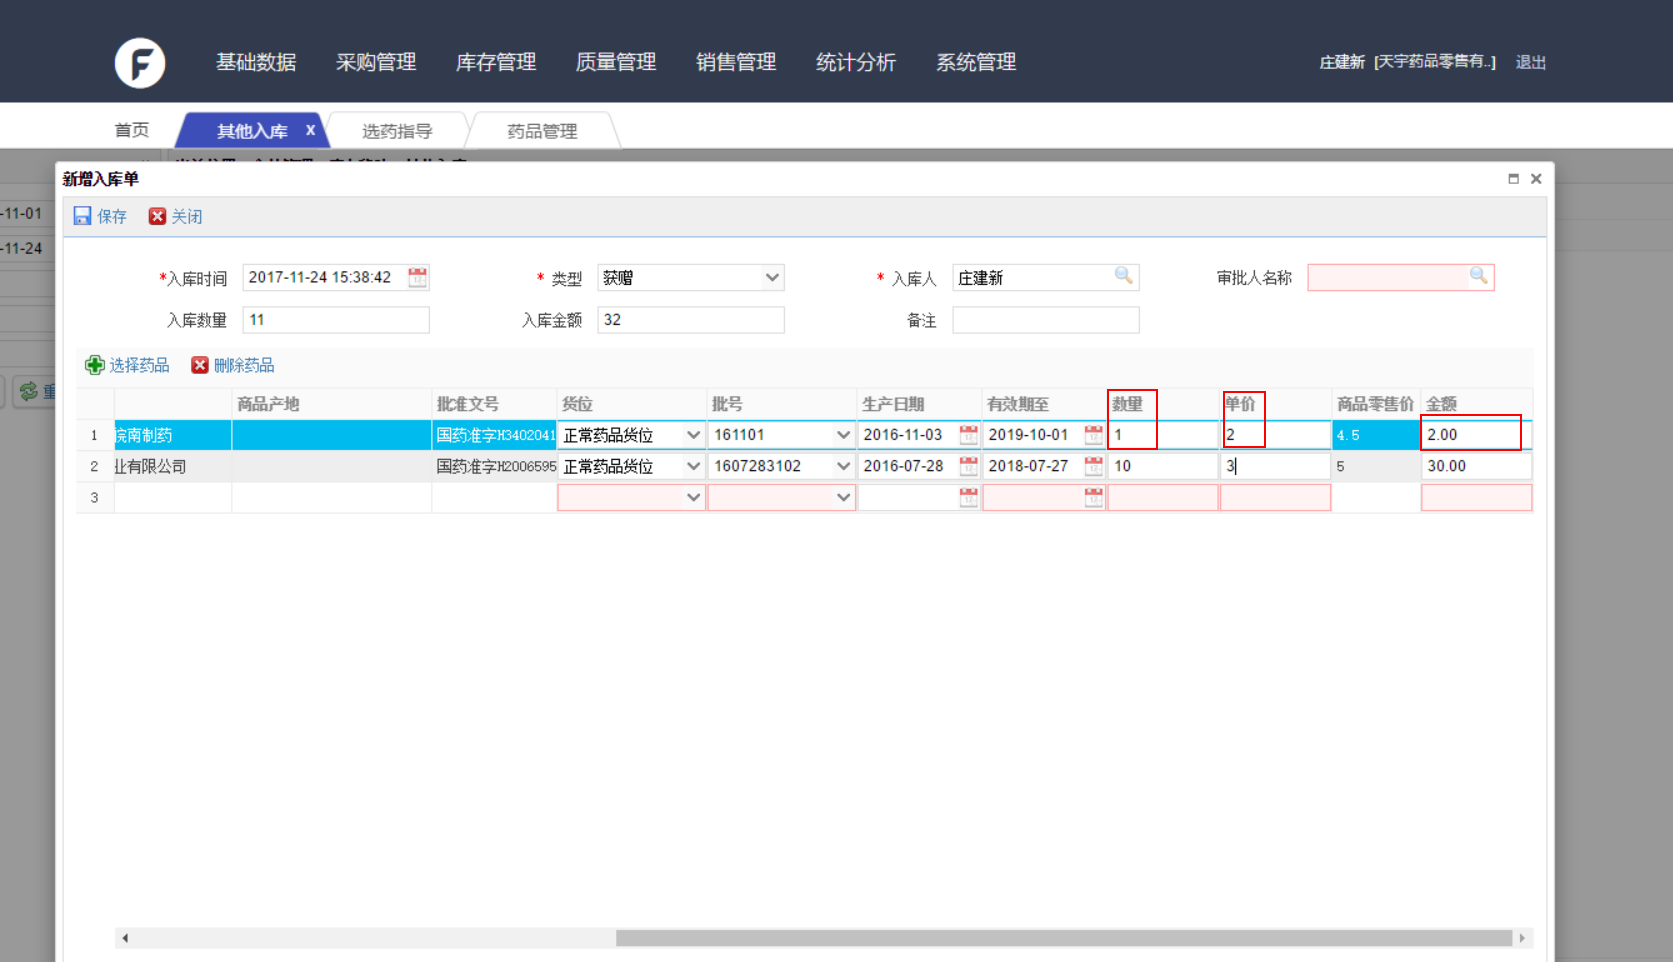 F
基础数据 采购管理 库存管理 质量管理 销售管理 统计分析 系统管理 庄建新 [天宇药品零售有..] 退出
首页 其他入库 x 选药指导 药品管理
新增入库单
-11-01
保存 关闭
-11-24
*入库时间 2017-11-24 15:38:42 * 类型 获赠 * 入库人 庄建新 审批人名称
入库数量 11 入库金额 32 备注
选择药品 删除药品
重
商品产地 批准文号 货位 批号 生产日期 有效期至 数量 单价 商品零售价 金额
1 皖南制药 国药准字H3402041 正常药品货位 161101 2016-11-03 2019-10-01 1 2 4.5 2.00
2 业有限公司 国药准字H2006595 正常药品货位 1607283102 2016-07-28 2018-07-27 10 3 5 30.00
3